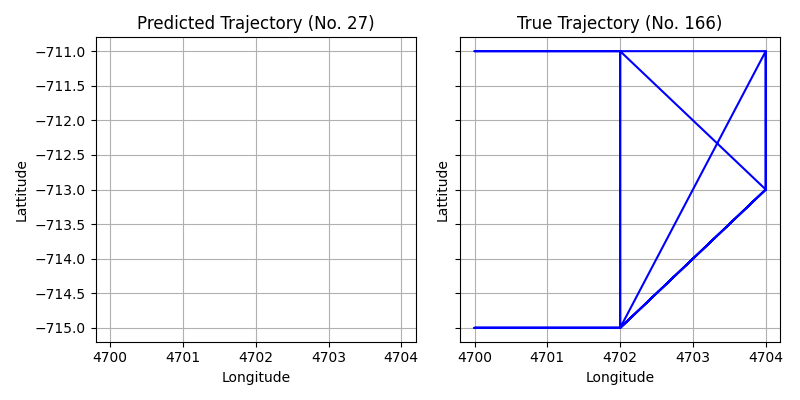 Predicted Trajectory (No. 27)
True Trajectory (No. 166)
Lattitude
−711.0
−711.5
−712.0
−712.5
−713.0
−713.5
−714.0
−714.5
−715.0
4700 4701 4702 4703 4704
Longitude
Lattitude
4700 4701 4702 4703 4704
Longitude